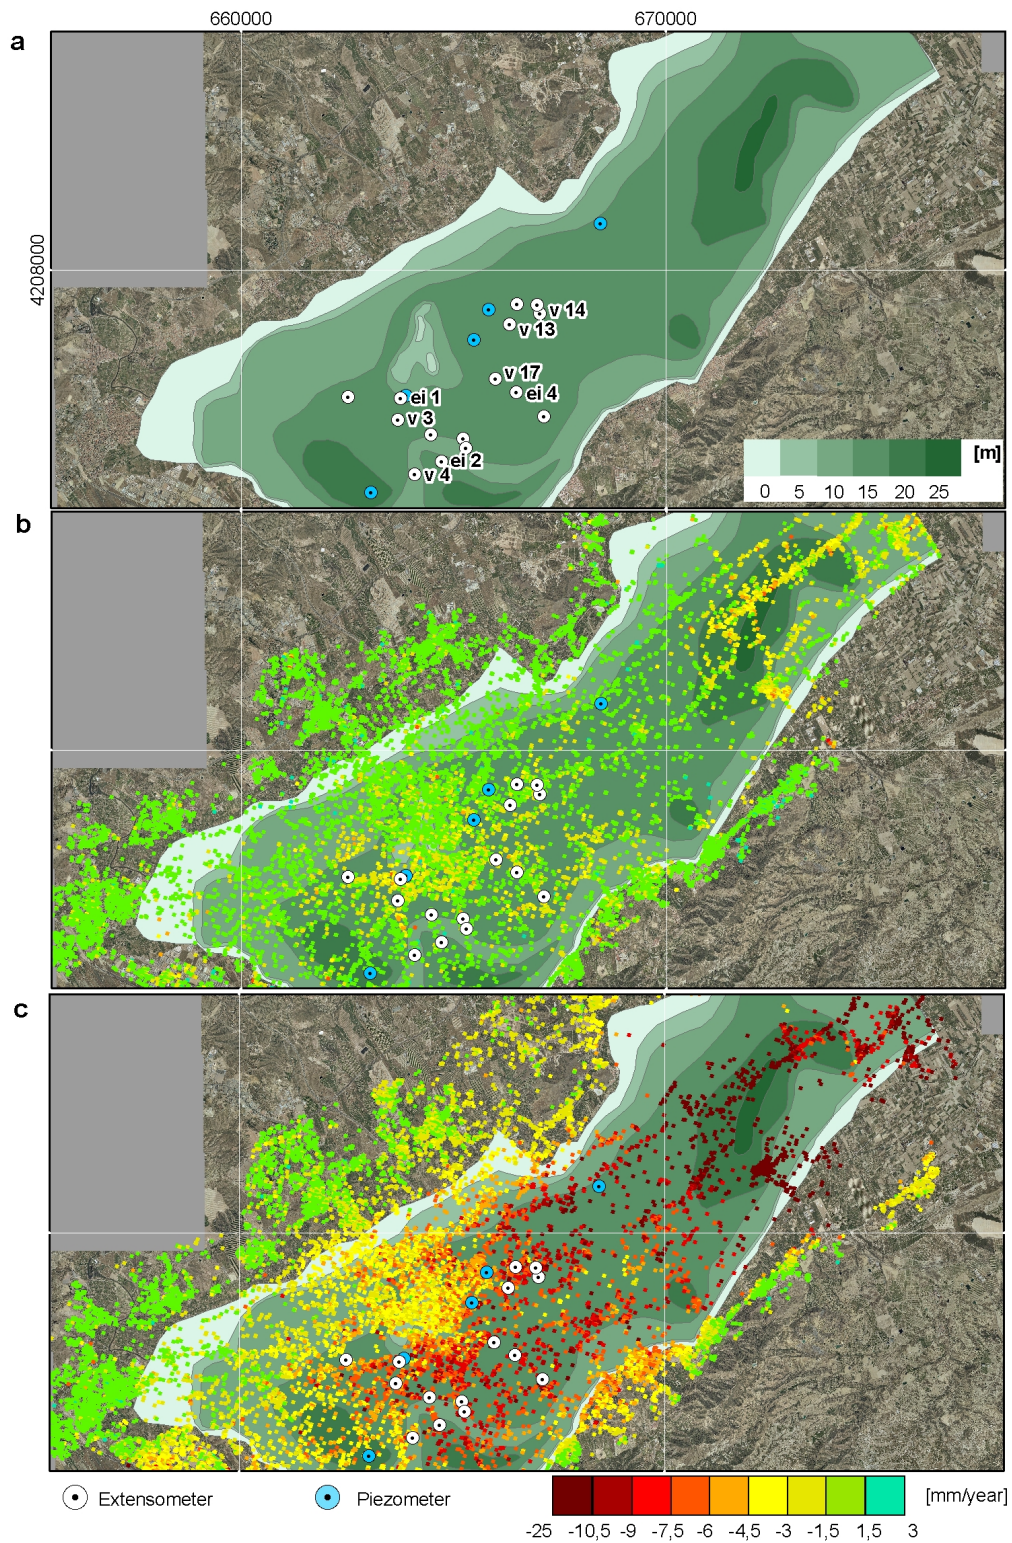 660000 670000
a
4208000
v 14
v 13
v 17
ei 1
ei 4
v 3
ei 2
v 4
[m]
0 5 10 15 20 25
b
c
Extensometer Piezometer [mm/year]
-25 -10,5 -9 -7,5 -6 -4,5 -3 -1,5 1,5 3